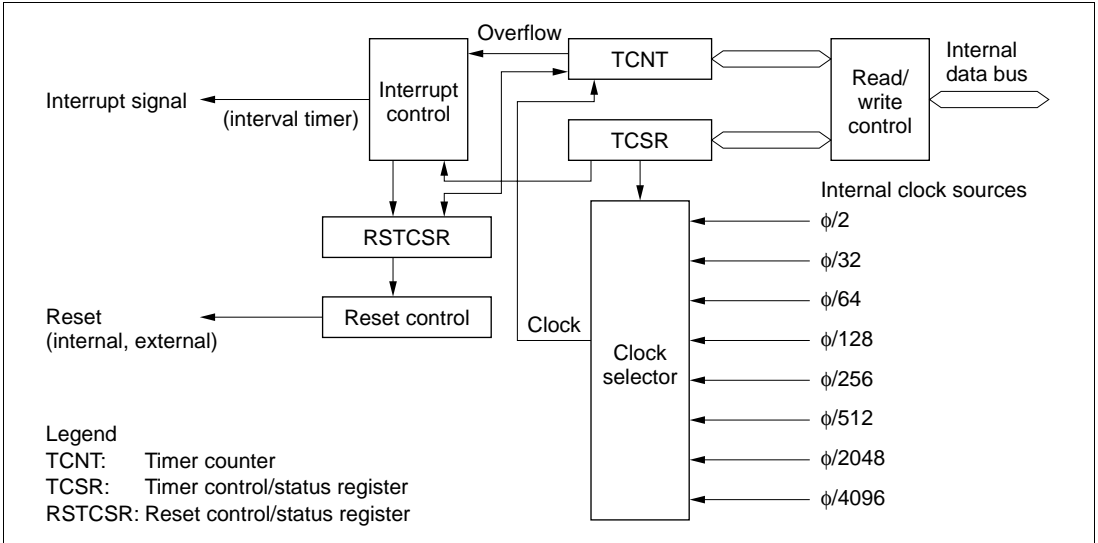 Overflow
TCNT
Internal
data bus
Interrupt
control
Read/
write
control
Interrupt signal
(interval timer)
TCSR
Internal clock sources
ϕ/2
RSTCSR
ϕ/32
ϕ/64
Reset control
Reset
(internal, external)
Clock
ϕ/128
Clock
selector
ϕ/256
ϕ/512
ϕ/2048
ϕ/4096
Legend
TCNT: Timer counter
TCSR: Timer control/status register
RSTCSR: Reset control/status register